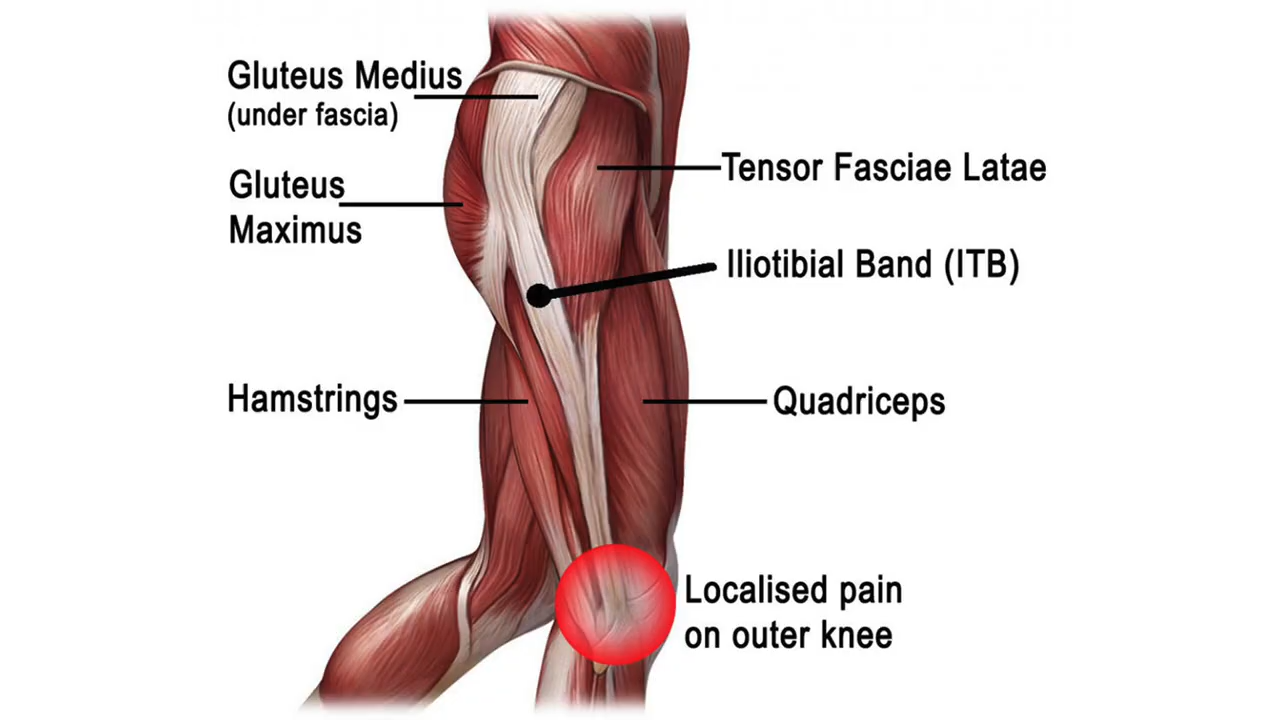 Gluteus Medius
(under fascia)
Gluteus
Maximus
Tensor Fasciae Latae
Iliotibial Band (ITB)
Hamstrings
Quadriceps
Localised pain
on outer knee